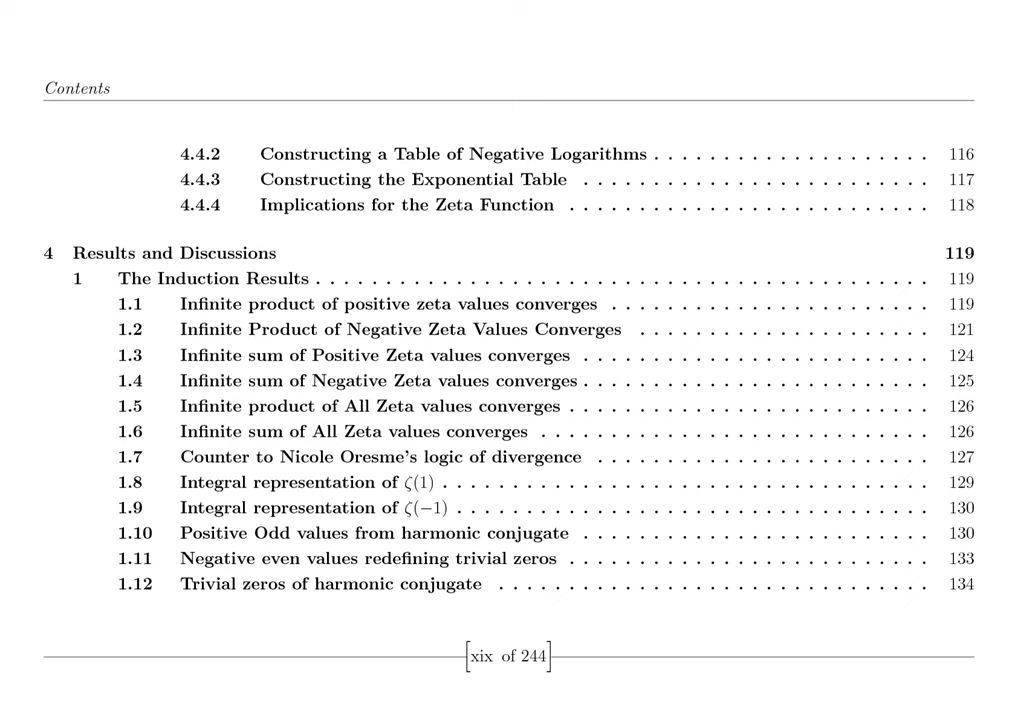 Contents
4.4.2 Constructing a Table of Negative Logarithms . . . . . . . . . . . . . . . . . . . . 116
4.4.3 Constructing the Exponential Table . . . . . . . . . . . . . . . . . . . . . . . . . 117
4.4.4 Implications for the Zeta Function . . . . . . . . . . . . . . . . . . . . . . . . . . 118
4 Results and Discussions 119
1 The Induction Results . . . . . . . . . . . . . . . . . . . . . . . . . . . . . . . . . . . . . . . . . . . . 119
1.1 Infinite product of positive zeta values converges . . . . . . . . . . . . . . . . . . . . . . . 119
1.2 Infinite Product of Negative Zeta Values Converges . . . . . . . . . . . . . . . . . . . . . 121
1.3 Infinite sum of Positive Zeta values converges . . . . . . . . . . . . . . . . . . . . . . . . . 124
1.4 Infinite sum of Negative Zeta values converges . . . . . . . . . . . . . . . . . . . . . . . . . 125
1.5 Infinite product of All Zeta values converges . . . . . . . . . . . . . . . . . . . . . . . . . . 126
1.6 Infinite sum of All Zeta values converges . . . . . . . . . . . . . . . . . . . . . . . . . . . . 126
1.7 Counter to Nicole Oresme's logic of divergence . . . . . . . . . . . . . . . . . . . . . . . . 127
1.8 Integral representation of ζ(1) . . . . . . . . . . . . . . . . . . . . . . . . . . . . . . . . . . . 129
1.9 Integral representation of ζ(−1) . . . . . . . . . . . . . . . . . . . . . . . . . . . . . . . . . . 130
1.10 Positive Odd values from harmonic conjugate . . . . . . . . . . . . . . . . . . . . . . . . . 130
1.11 Negative even values redefining trivial zeros . . . . . . . . . . . . . . . . . . . . . . . . . . 133
1.12 Trivial zeros of harmonic conjugate . . . . . . . . . . . . . . . . . . . . . . . . . . . . . . . 134
[xix of 244]